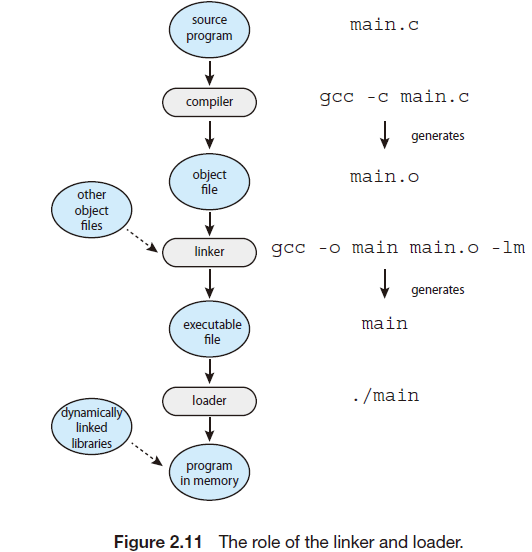 source
program
main.c
compiler
gcc -c main.c
generates
object
file
main.o
other
object
files
linker
gcc -o main main.o -lm
generates
executable
file
main
loader
./main
dynamically
linked
libraries
program
in memory
Figure 2.11 The role of the linker and loader.